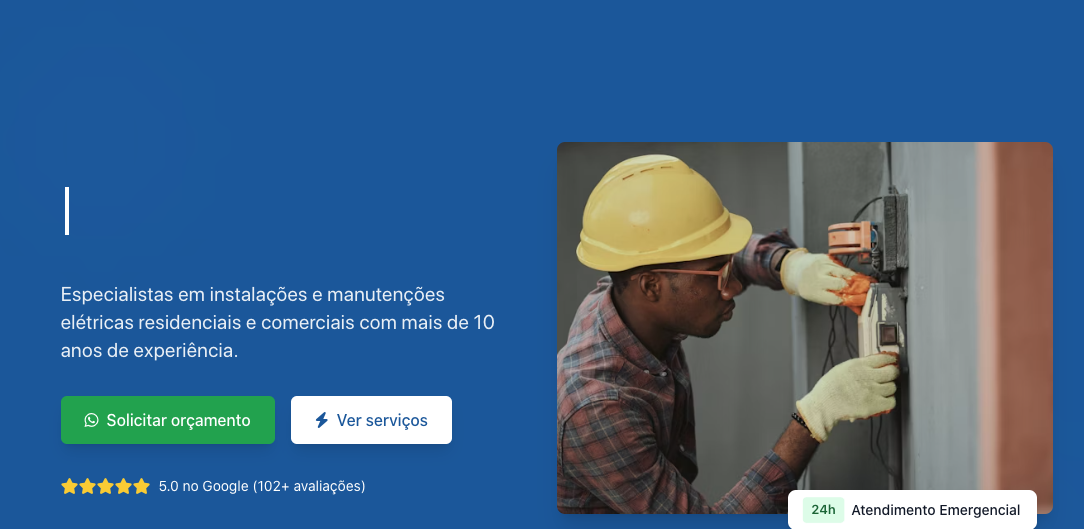 Especialistas em instalações e manutenções
elétricas residenciais e comerciais com mais de 10
anos de experiência.
Solicitar orçamento
Ver serviços
5.0 no Google (102+ avaliações)
24h Atendimento Emergencial